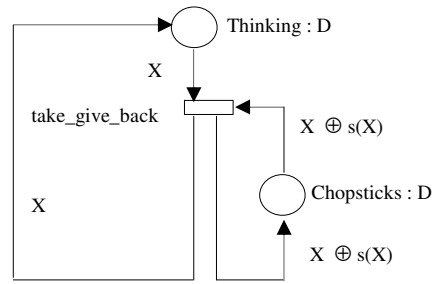 Thinking : D
X
take_give_back
X ⊕ s(X)
Chopsticks : D
X
X ⊕ s(X)